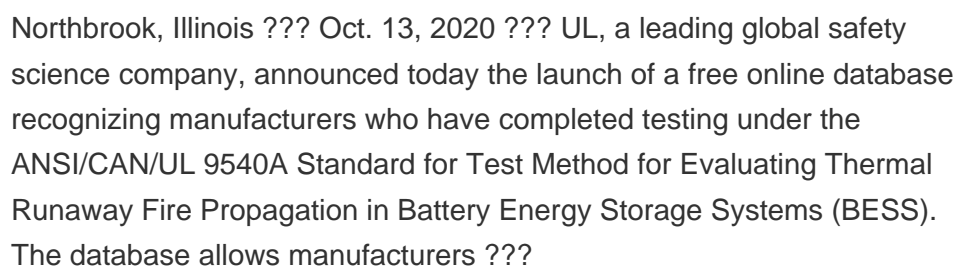 Northbrook, Illinois ??? Oct. 13, 2020 ??? UL, a leading global safety
science company, announced today the launch of a free online database
recognizing manufacturers who have completed testing under the
ANSI/CAN/UL 9540A Standard for Test Method for Evaluating Thermal
Runaway Fire Propagation in Battery Energy Storage Systems (BESS).
The database allows manufacturers ???